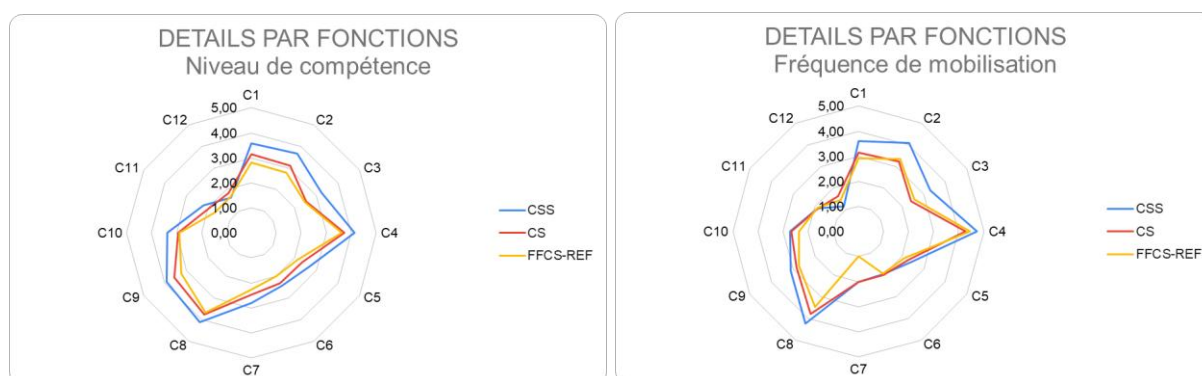 DETAILS PAR FONCTIONS
Niveau de compétence
C1
C2
C3
C4
C5
C6
C7
C8
C9
C10
C11
C12
5,00
4,00
3,00
2,00
1,00
0,00
CSS
CS
FFCS-REF
DETAILS PAR FONCTIONS
Fréquence de mobilisation
C1
C2
C3
C4
C5
C6
C7
C8
C9
C10
C11
C12
5,00
4,00
3,00
2,00
1,00
0,00
CSS
CS
FFCS-REF